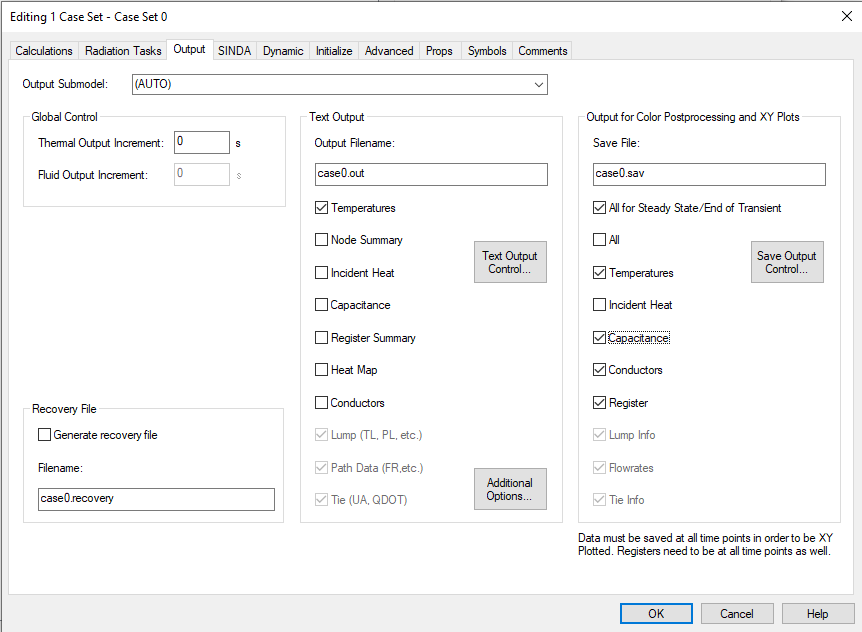 Editing 1 Case Set - Case Set 0
Calculations Radiation Tasks Output SINDA Dynamic Initialize Advanced Props Symbols Comments
Output Submodel: (AUTO)
Global Control
Thermal Output Increment: 0 s
Fluid Output Increment: 0 s
Recovery File
Generate recovery file
Filename:
case0.recovery
Text Output
Output Filename:
case0.out
Temperatures
Node Summary
Incident Heat
Capacitance
Register Summary
Heat Map
Conductors
Lump (TL, PL, etc.)
Path Data (FR,etc.)
Tie (UA, QDOT)
Text Output
Control...
Additional
Options...
Output for Color Postprocessing and XY Plots
Save File:
case0.sav
All for Steady State/End of Transient
All
Temperatures
Incident Heat
Capacitance
Conductors
Register
Lump Info
Flowrates
Tie Info
Save Output
Control...
Data must be saved at all time points in order to be XY
Plotted. Registers need to be at all time points as well.
OK Cancel Help